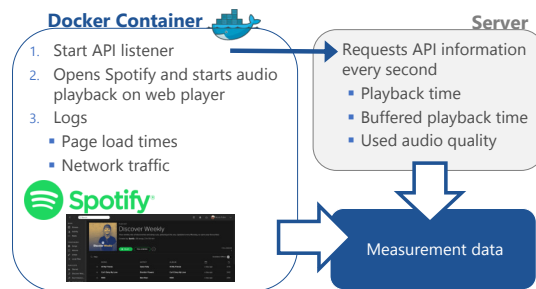 Docker Container
Server
1. Start API listener
2. Opens Spotify and starts audio
playback on web player
3. Logs
▪ Page load times
▪ Network traffic
Requests API information
every second
▪ Playback time
▪ Buffered playback time
▪ Used audio quality
Spotify
Discover Weekly
Measurement data